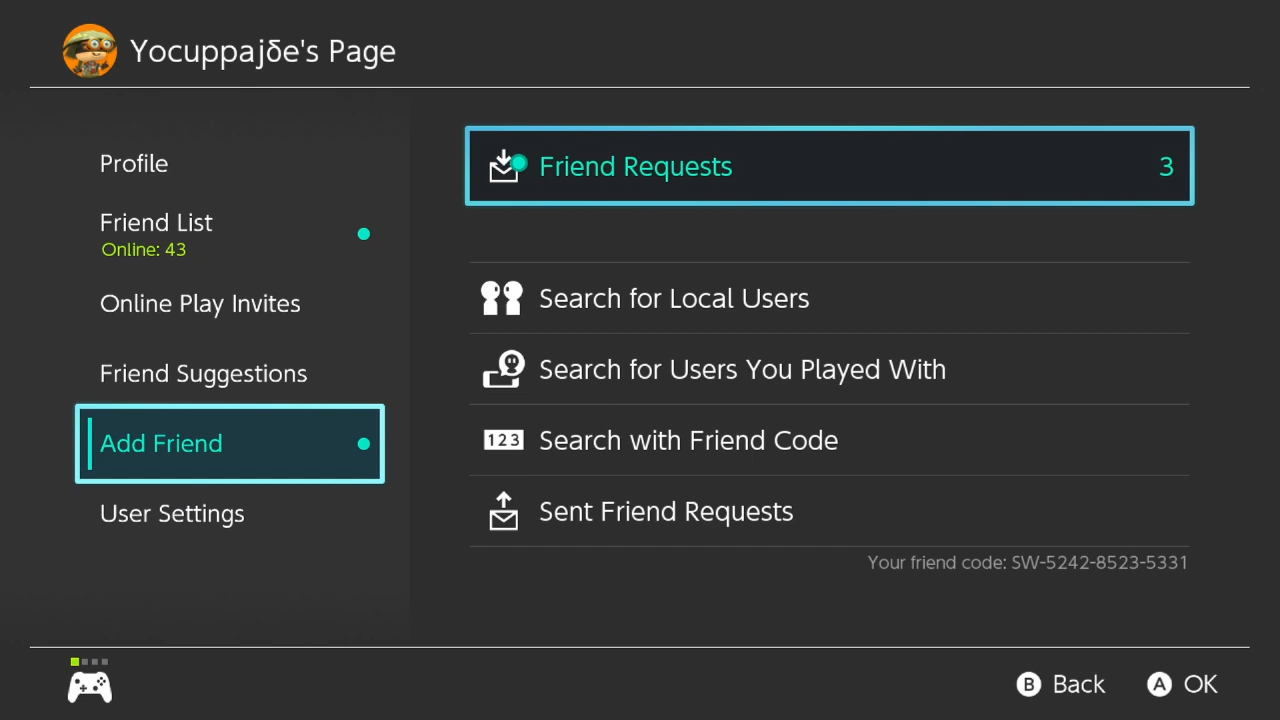 Yocuppajδe's Page
Profile
Friend List
Online: 43
Online Play Invites
Friend Suggestions
Add Friend
User Settings
Friend Requests 3
Search for Local Users
Search for Users You Played With
123 Search with Friend Code
Sent Friend Requests
Your friend code: SW-5242-8523-5331
B Back A OK